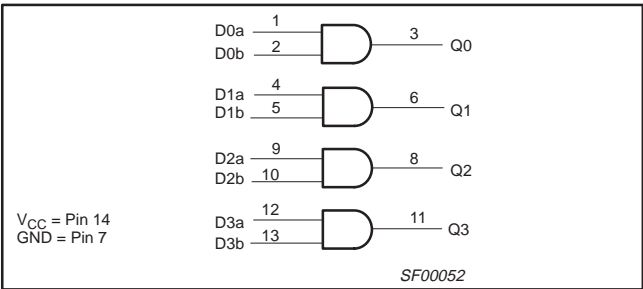 D0a 1
D0b 2
3 Q0
D1a 4
D1b 5
6 Q1
D2a 9
D2b 10
8 Q2
D3a 12
D3b 13
11 Q3
VCC = Pin 14
GND = Pin 7
SF00052